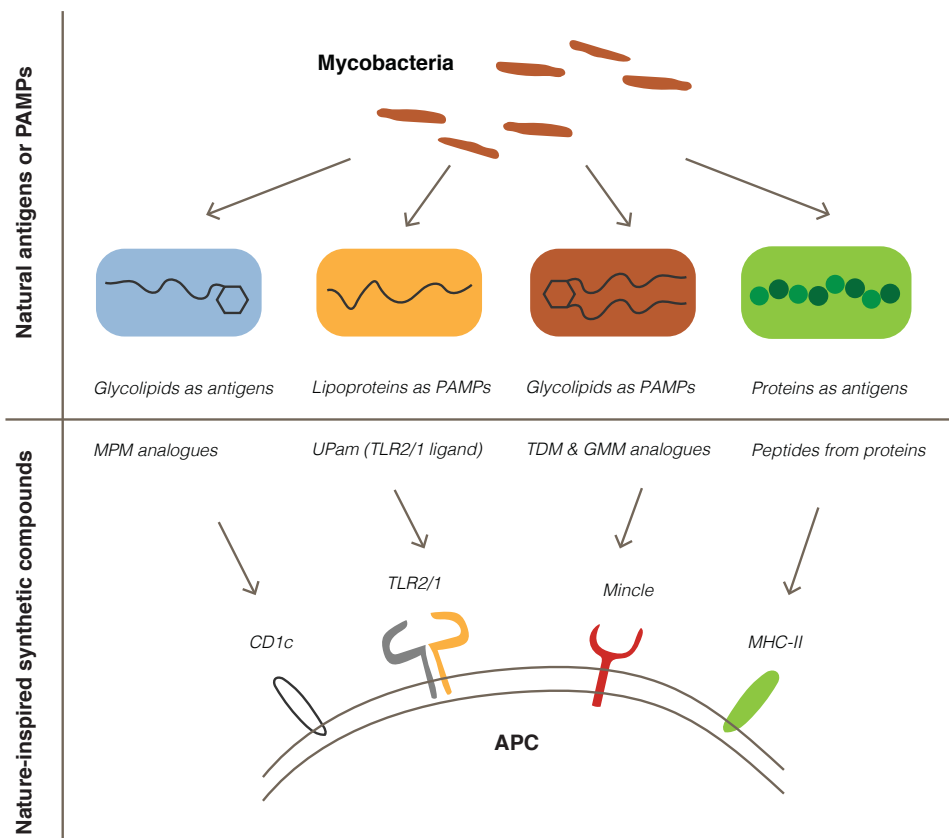 Natural antigens or PAMPs
Mycobacteria
Glycolipids as antigens
Lipoproteins as PAMPs
Glycolipids as PAMPs
Proteins as antigens
Nature-inspired synthetic compounds
MPM analogues
UPam (TLR2/1 ligand)
TDM & GMM analogues
Peptides from proteins
TLR2/1
Mincle
CD1c
MHC-II
APC